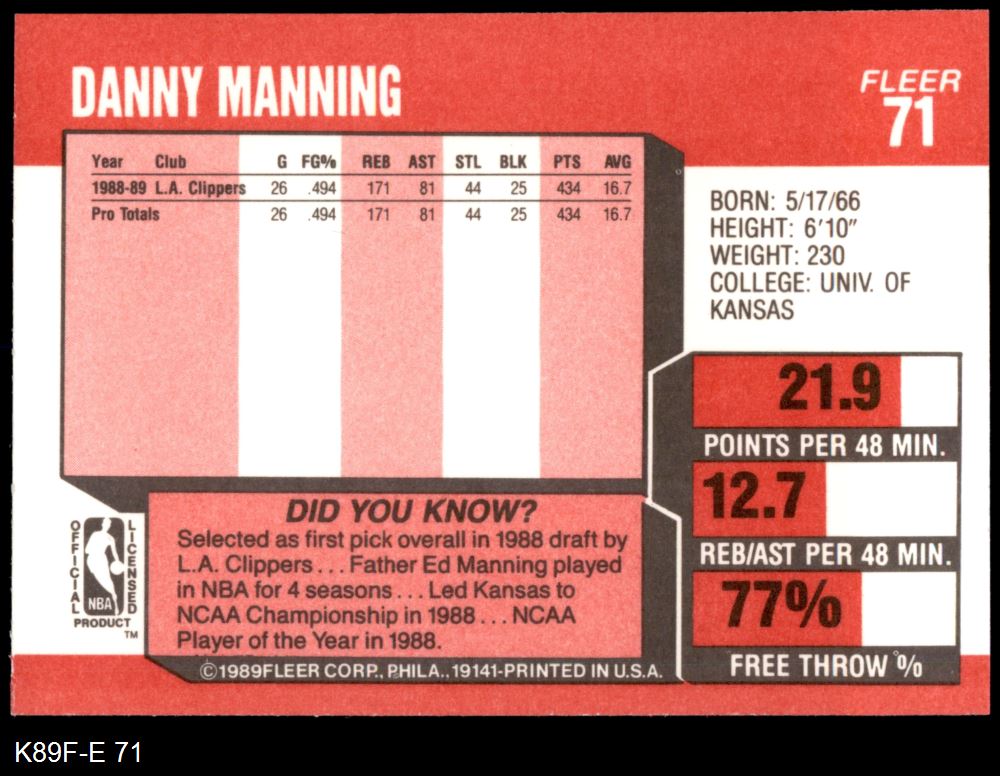 DANNY MANNING
FLEER
71
Year Club G FG% REB AST STL BLK PTS AVG
1988-89 L.A. Clippers 26 .494 171 81 44 25 434 16.7
Pro Totals 26 .494 171 81 44 25 434 16.7
BORN: 5/17/66
HEIGHT: 6'10"
WEIGHT: 230
COLLEGE: UNIV. OF
KANSAS
21.9
POINTS PER 48 MIN.
12.7
REB/AST PER 48 MIN.
77%
FREE THROW %
DID YOU KNOW?
Selected as first pick overall in 1988 draft by
L.A. Clippers . . . Father Ed Manning played
in NBA for 4 seasons . . . Led Kansas to
NCAA Championship in 1988 . . . NCAA
Player of the Year in 1988.
OFFICIAL
LICENSED
NBA
PRODUCT
TM
©1989FLEER CORP., PHILA., 19141-PRINTED IN U.S.A.
K89F-E 71